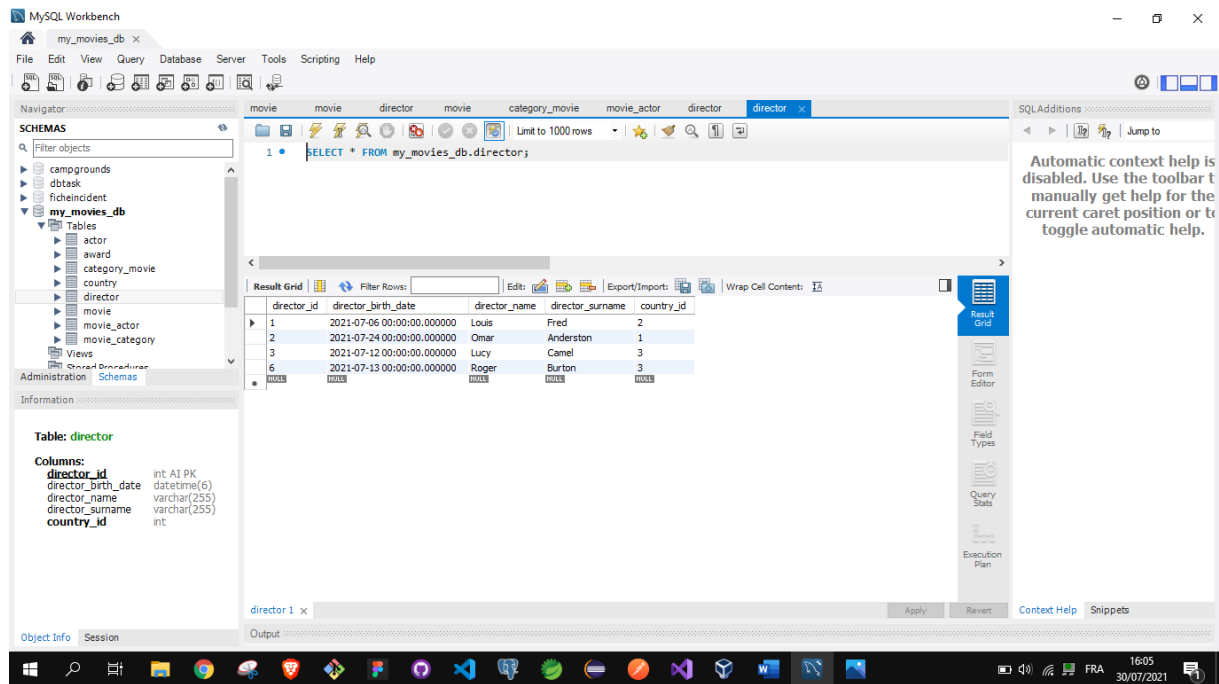 MySQL Workbench
my_movies_db
File Edit View Query Database Server Tools Scripting Help
Navigator
SCHEMAS
Filter objects
campgrounds
dbtask
ficheincident
my_movies_db
Tables
actor
award
category_movie
country
director
movie
movie_actor
movie_category
Views
Stored Procedures
Administration Schemas
Information
Table: director
Columns:
director_id int AI PK
director_birth_date datetime(6)
director_name varchar(255)
director_surname varchar(255)
country_id int
Object Info Session
movie movie director movie category_movie movie_actor director director
Limit to 1000 rows
1 SELECT * FROM my_movies_db.director;
Result Grid Filter Rows: Edit: Export/Import: Wrap Cell Content:
director_id director_birth_date director_name director_surname country_id
1 2021-07-06 00:00:00.000000 Louis Fred 2
2 2021-07-24 00:00:00.000000 Omar Anderston 1
3 2021-07-12 00:00:00.000000 Lucy Camel 3
6 2021-07-13 00:00:00.000000 Roger Burton 3
NULL NULL NULL NULL NULL
Result
Grid
Form
Editor
Field
Types
Query
Stats
Execution
Plan
director 1 Apply Revert
Output
SQLAdditions
Jump to
Automatic context help is
disabled. Use the toolbar t
manually get help for the
current caret position or to
toggle automatic help.
Context Help Snippets
FRA
16:05
30/07/2021